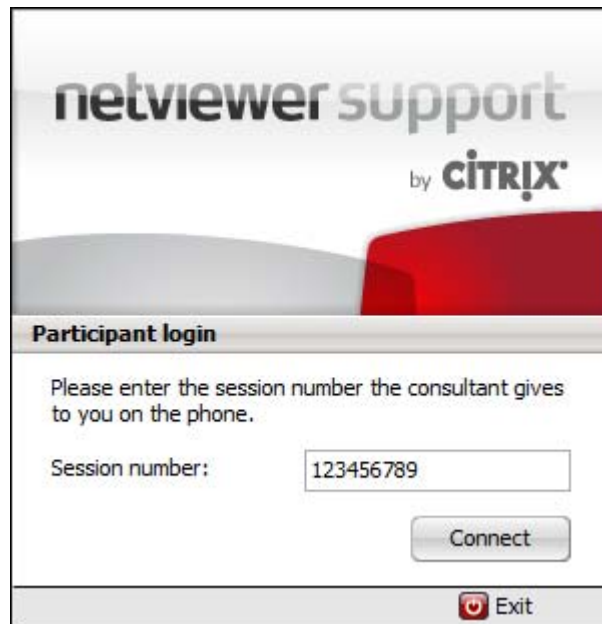 netviewer support
by CITRIX
Participant login
Please enter the session number the consultant gives
to you on the phone.
Session number: 123456789
Connect
Exit